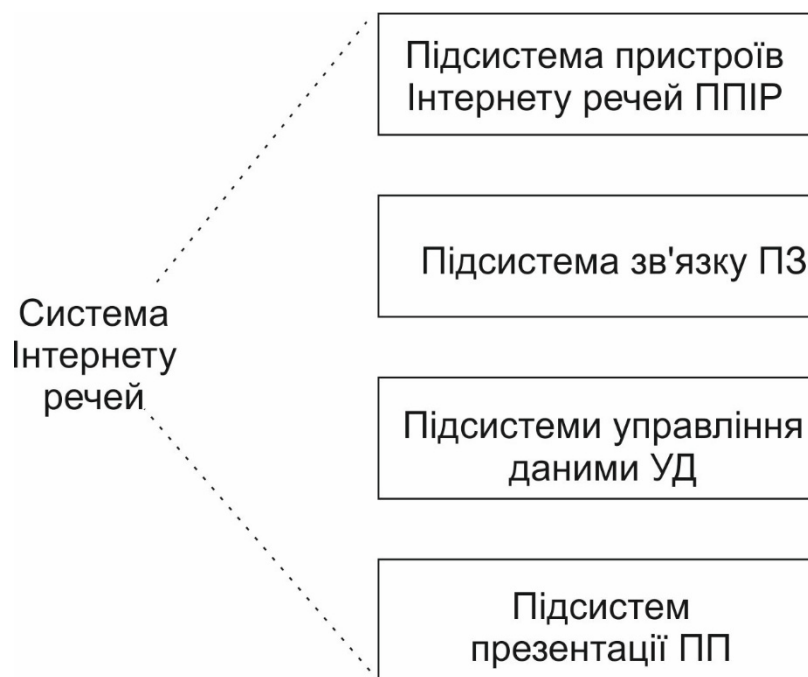 Підсистема пристроїв
Інтернету речей ППІР
Підсистема зв'язку ПЗ
Система
Інтернету
речей
Підсистеми управління
даними УД
Підсистем
презентації ПП